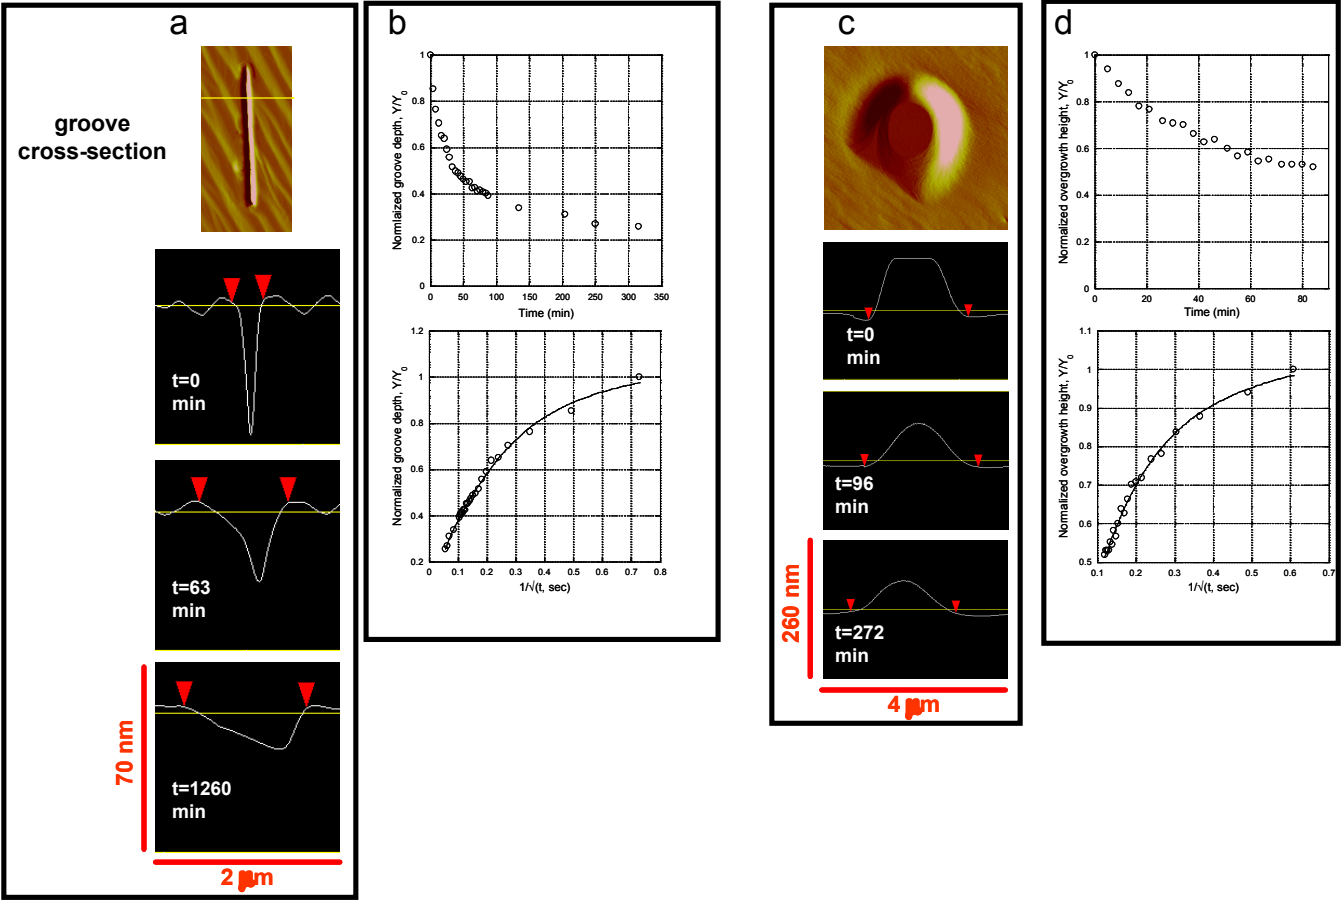 a
groove
cross-section
t=0
min
t=63
min
t=1260
min
70 nm
2 μm
b
Normlaized groove depth, Y/Y0
1
0.8
0.6
0.4
0.2
0
0 50 100 150 200 250 300 350
Time (min)
Normalized groove depth, Y/Y0
1.2
1
0.8
0.6
0.4
0.2
0 0.1 0.2 0.3 0.4 0.5 0.6 0.7 0.8
1/√(t, sec)
c
t=0
min
t=96
min
t=272
min
260 nm
4 μm
d
Normalized overgrowth height, Y/Y0
1
0.8
0.6
0.4
0.2
0
0 20 40 60 80
Time (min)
Normalized overgrowth height, Y/Y0
1.1
1
0.9
0.8
0.7
0.6
0.5
0.1 0.2 0.3 0.4 0.5 0.6 0.7
1/√(t, sec)